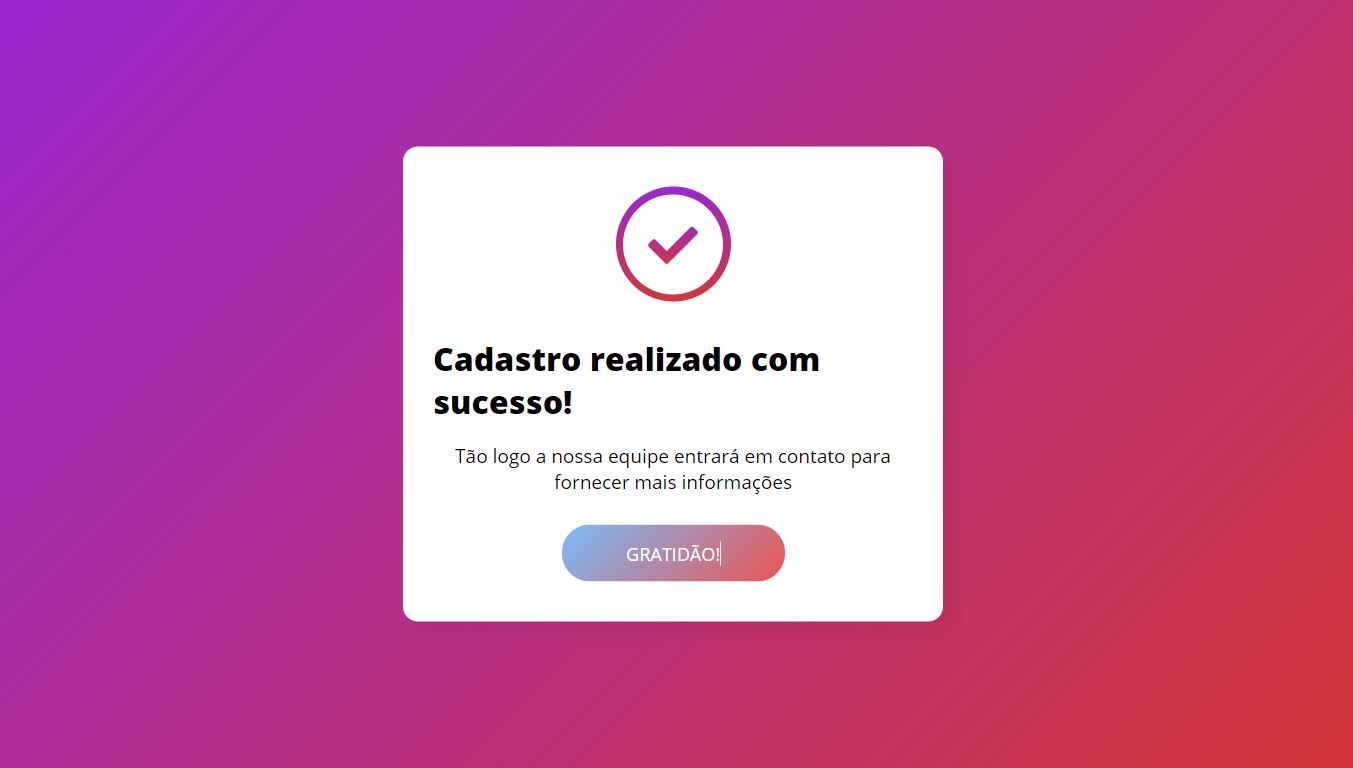 Cadastro realizado com
sucesso!
Tão logo a nossa equipe entrará em contato para
fornecer mais informações
GRATIDÃO!